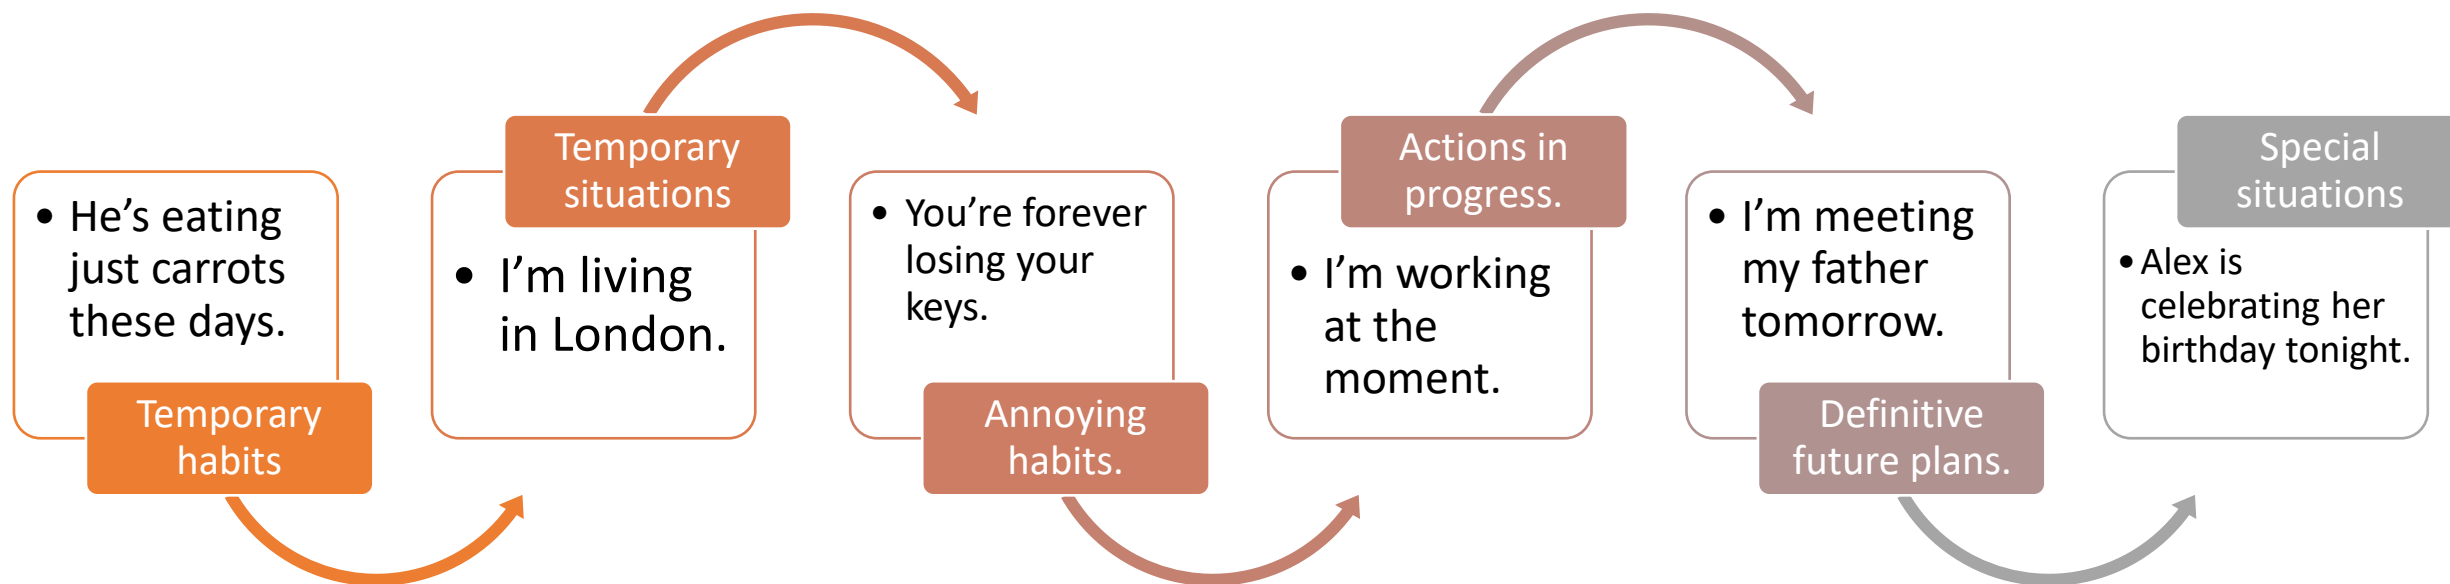 • He's eating
just carrots
these days.
Temporary
habits
Temporary
situations
• I'm living
in London.
• You're forever
losing your
keys.
Annoying
habits.
Actions in
progress.
• I'm working
at the
moment.
• I'm meeting
my father
tomorrow.
Definitive
future plans.
Special
situations
• Alex is
celebrating her
birthday tonight.